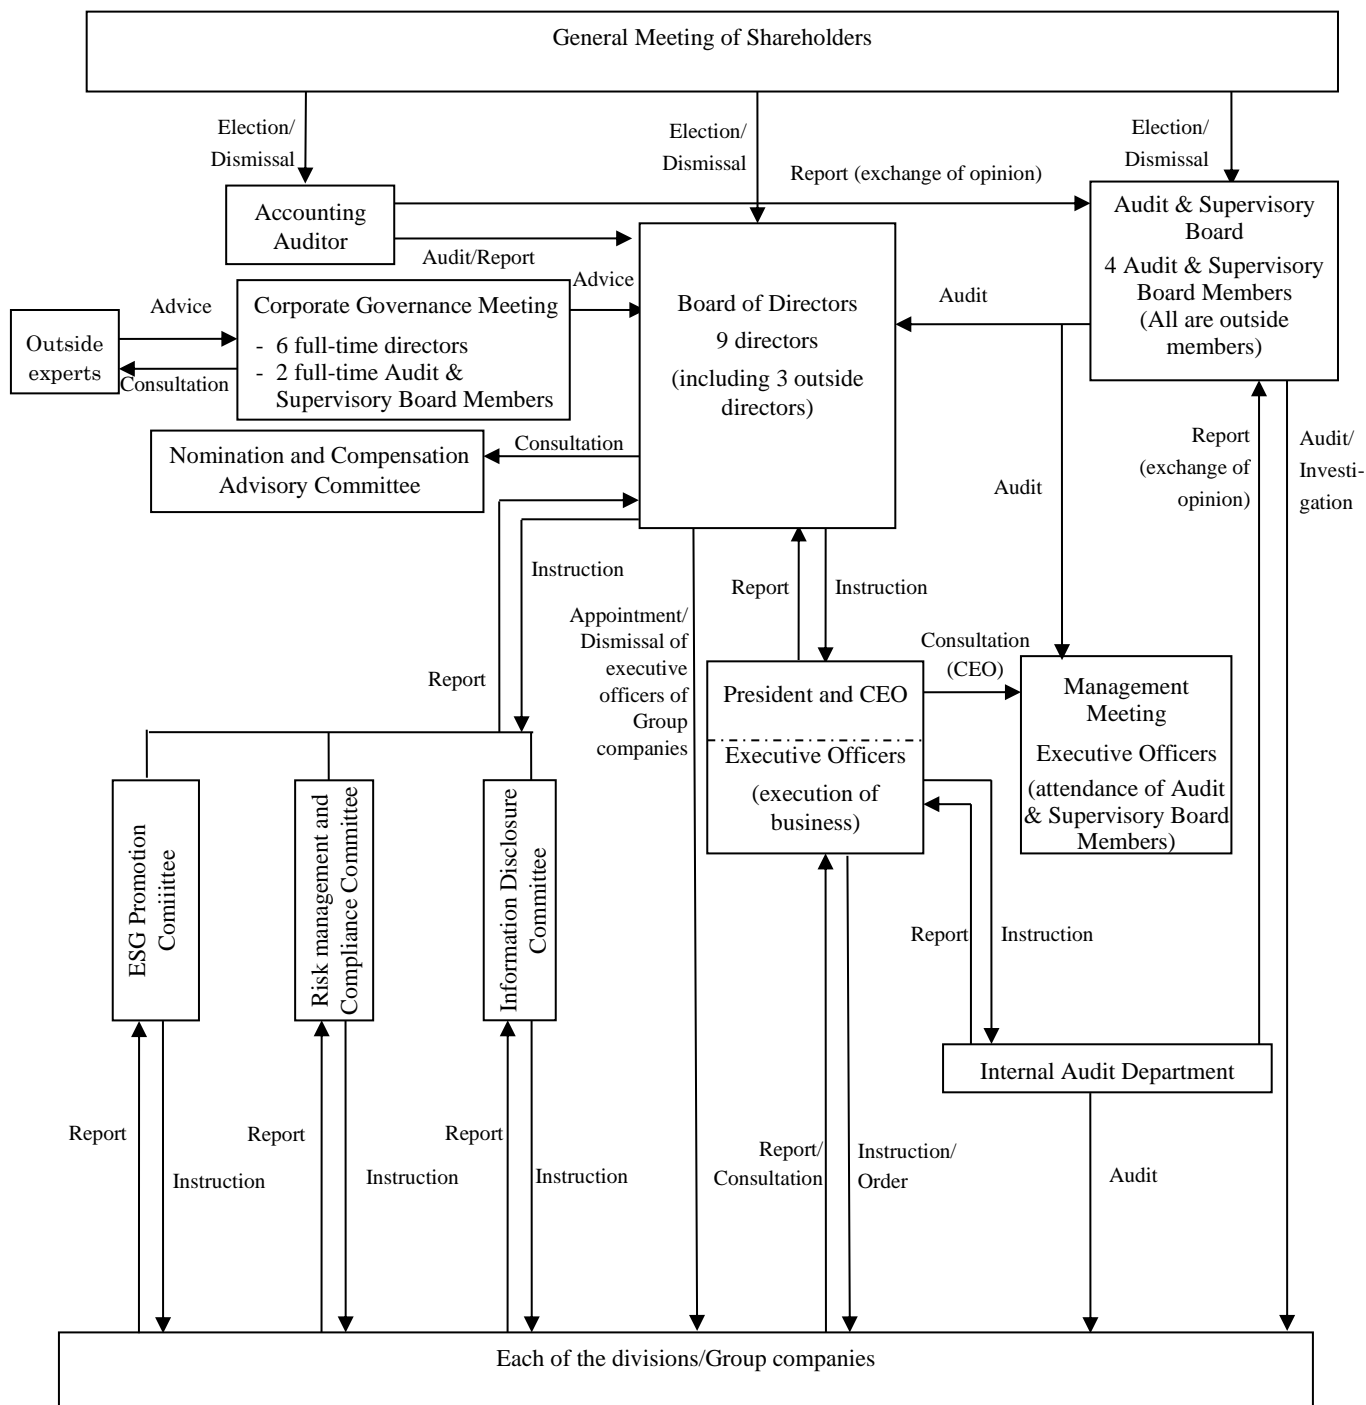 General Meeting of Shareholders
Election/
Dismissal
Election/
Dismissal
Election/
Dismissal
Report (exchange of opinion)
Accounting
Auditor
Audit/Report
Audit & Supervisory
Board
4 Audit & Supervisory
Board Members
(All are outside
members)
Advice
Outside
experts
Consultation
Corporate Governance Meeting
- 6 full-time directors
- 2 full-time Audit &
Supervisory Board Members
Advice
Board of Directors
9 directors
(including 3 outside
directors)
Audit
Nomination and Compensation
Advisory Committee
Consultation
Audit
Report
(exchange of
opinion)
Audit/
Investi-
gation
Instruction
Report
Appointment/
Dismissal of
executive
officers of
Group
companies
Report
Instruction
Consultation
(CEO)
President and CEO
Executive Officers
(execution of
business)
Management
Meeting
Executive Officers
(attendance of Audit
& Supervisory Board
Members)
ESG Promotion
Comiiittee
Risk management and
Compliance Committee
Information Disclosure
Committee
Report
Instruction
Internal Audit Department
Report
Instruction
Report
Instruction
Report
Instruction
Report/
Consultation
Instruction/
Order
Audit
Each of the divisions/Group companies